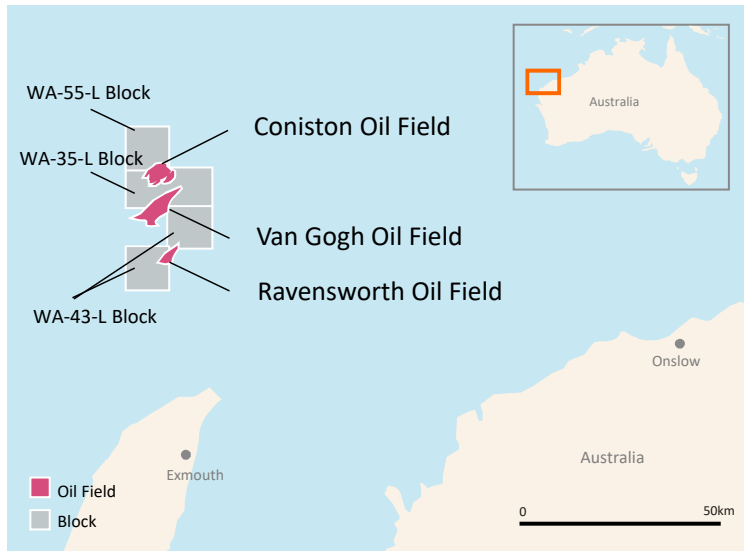 WA-55-L Block
Coniston Oil Field
Australia
WA-35-L Block
Van Gogh Oil Field
Ravensworth Oil Field
WA-43-L Block
Onslow
Exmouth
Australia
Oil Field
Block
0 50km